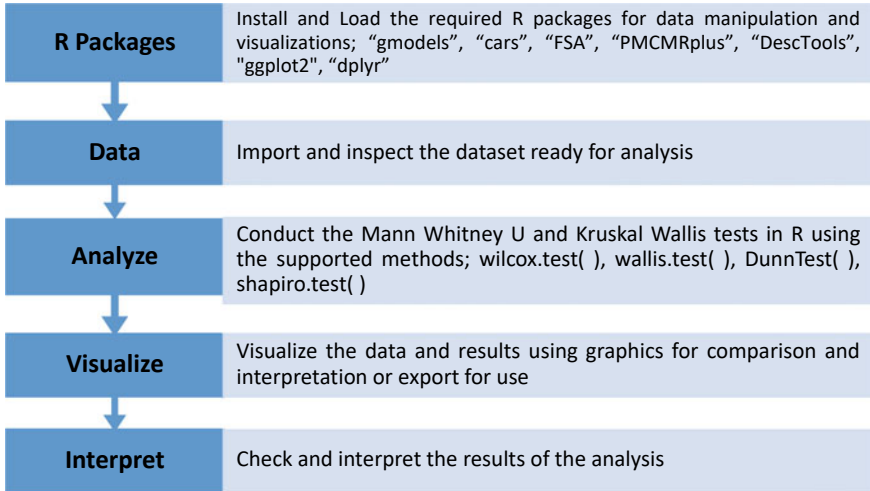 R Packages
Install and Load the required R packages for data manipulation and
visualizations; “gmodels”, “cars”, “FSA”, “PMCMRplus”, “DescTools”,
"ggplot2", “dplyr”
Data
Import and inspect the dataset ready for analysis
Analyze
Conduct the Mann Whitney U and Kruskal Wallis tests in R using
the supported methods; wilcox.test( ), wallis.test( ), DunnTest( ),
shapiro.test( )
Visualize
Visualize the data and results using graphics for comparison and
interpretation or export for use
Interpret
Check and interpret the results of the analysis